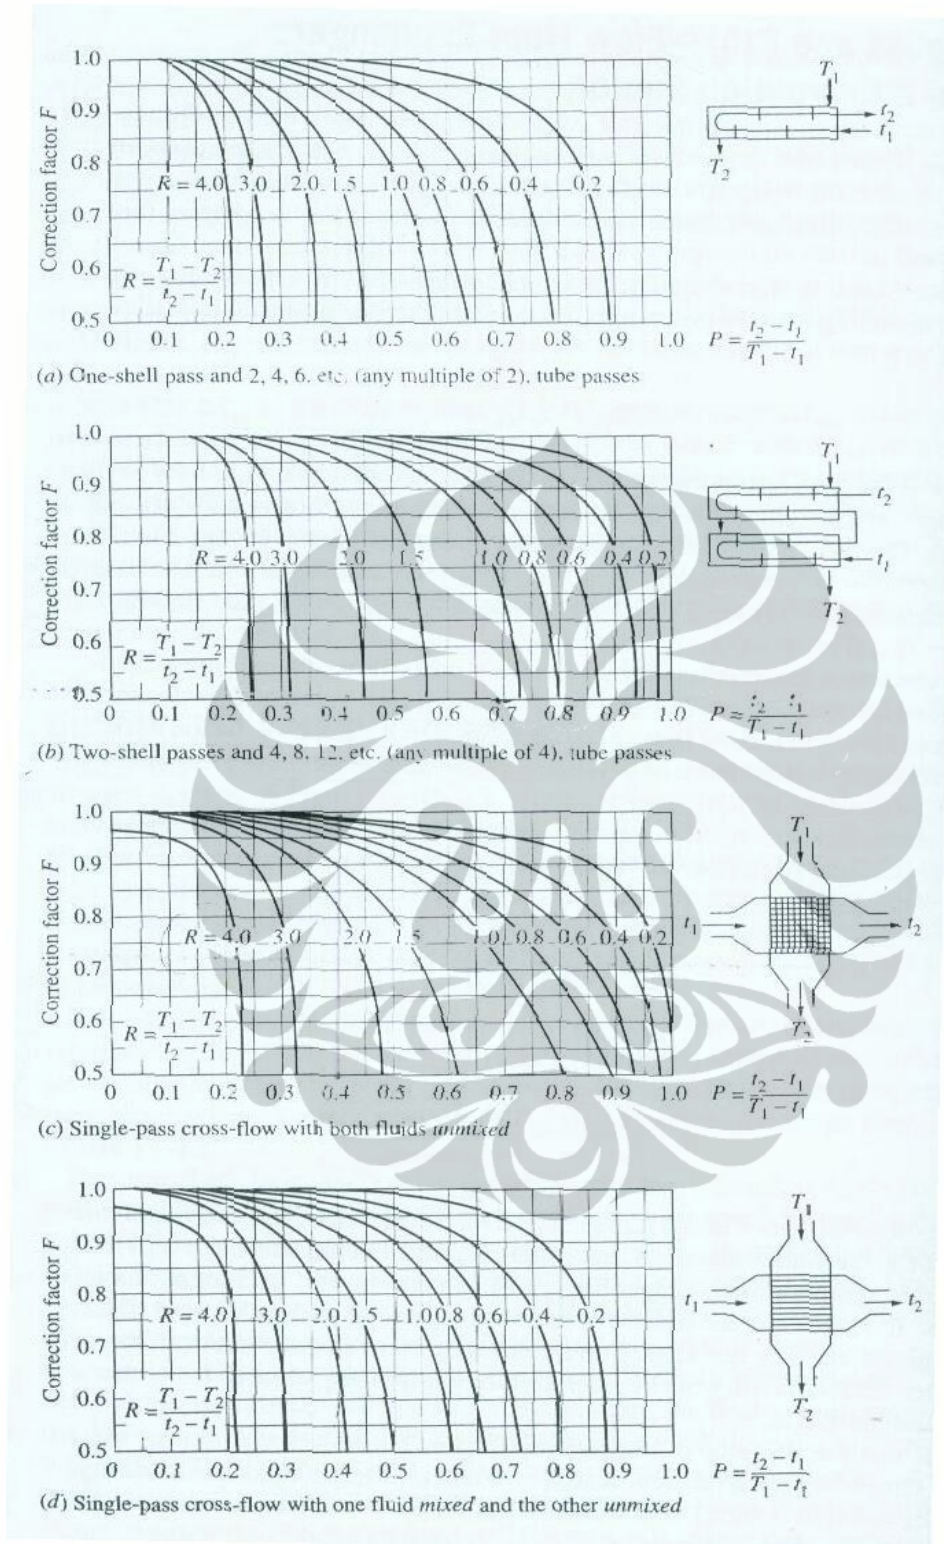 Correction factor F
1.0
0.9
0.8
0.7
0.6
0.5
R = 4.0 3.0 2.0 1.5 1.0 0.8 0.6 0.4 0.2
R = T1 − T2 / t2 − t1
0 0.1 0.2 0.3 0.4 0.5 0.6 0.7 0.8 0.9 1.0
P = t2 − t1 / T1 − t1
T1
t2
t1
T2
(a) One-shell pass and 2, 4, 6, etc. (any multiple of 2), tube passes
Correction factor F
1.0
0.9
0.8
0.7
0.6
0.5
R = 4.0 3.0 2.0 1.5 1.0 0.8 0.6 0.4 0.2
R = T1 − T2 / t2 − t1
0 0.1 0.2 0.3 0.4 0.5 0.6 0.7 0.8 0.9 1.0
P = t2 t1 / T1 − t1
T1
t2
t1
T2
(b) Two-shell passes and 4, 8, 12, etc. (any multiple of 4), tube passes
Correction factor F
1.0
0.9
0.8
0.7
0.6
0.5
R = 4.0 3.0 2.0 1.5 1.0 0.8 0.6 0.4 0.2
R = T1 − T2 / t2 − t1
0 0.1 0.2 0.3 0.4 0.5 0.6 0.7 0.8 0.9 1.0
P = t2 − t1 / T1 − t1
T1
t1
t2
T2
(c) Single-pass cross-flow with both fluids unmixed
Correction factor F
1.0
0.9
0.8
0.7
0.6
0.5
R = 4.0 3.0 2.0 1.5 1.0 0.8 0.6 0.4 0.2
R = T1 − T2 / t2 − t1
0 0.1 0.2 0.3 0.4 0.5 0.6 0.7 0.8 0.9 1.0
P = t2 − t1 / T1 − t1
T1
t1
t2
T2
(d) Single-pass cross-flow with one fluid mixed and the other unmixed